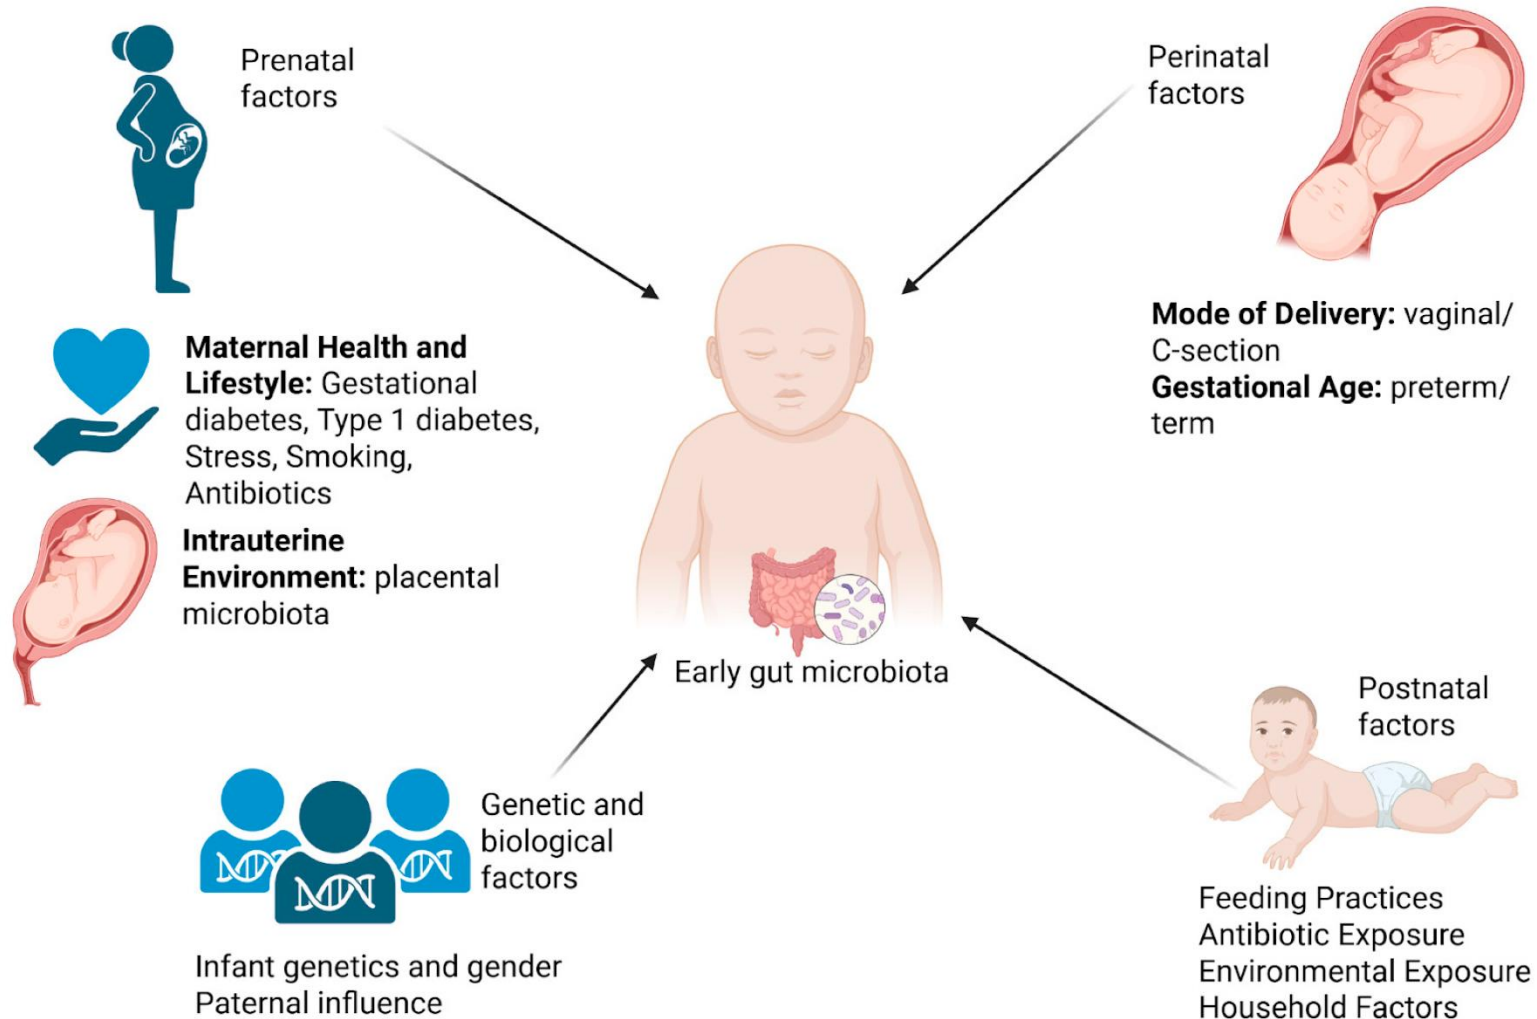 Prenatal
factors
Maternal Health and
Lifestyle: Gestational
diabetes, Type 1 diabetes,
Stress, Smoking,
Antibiotics
Intrauterine
Environment: placental
microbiota
Perinatal
factors
Mode of Delivery: vaginal/
C-section
Gestational Age: preterm/
term
Early gut microbiota
Genetic and
biological
factors
Infant genetics and gender
Paternal influence
Postnatal
factors
Feeding Practices
Antibiotic Exposure
Environmental Exposure
Household Factors